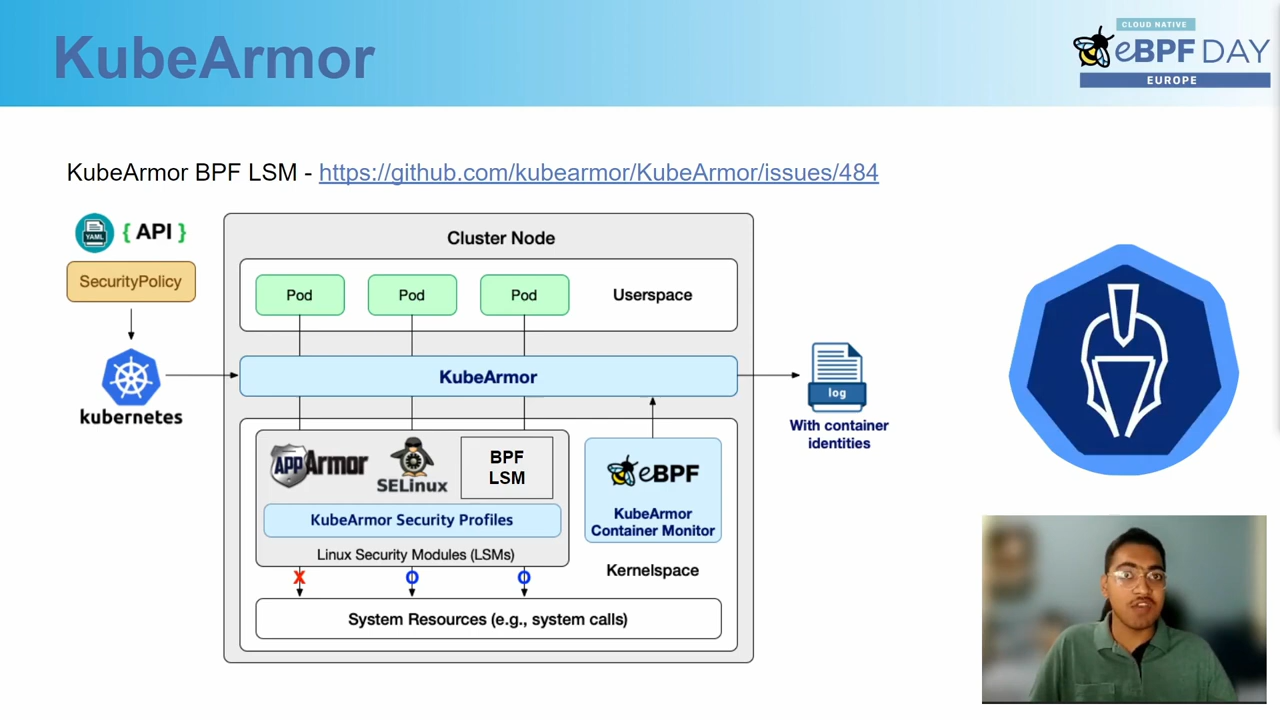 KubeArmor
CLOUD NATIVE
eBPF DAY
EUROPE
KubeArmor BPF LSM - https://github.com/kubearmor/KubeArmor/issues/484
YAML
{ API }
SecurityPolicy
kubernetes
Cluster Node
Pod
Pod
Pod
Userspace
KubeArmor
log
With container
identities
APPArmor
SELinux
BPF
LSM
KubeArmor Security Profiles
Linux Security Modules (LSMs)
eBPF
KubeArmor
Container Monitor
Kernelspace
X
O
O
System Resources (e.g., system calls)